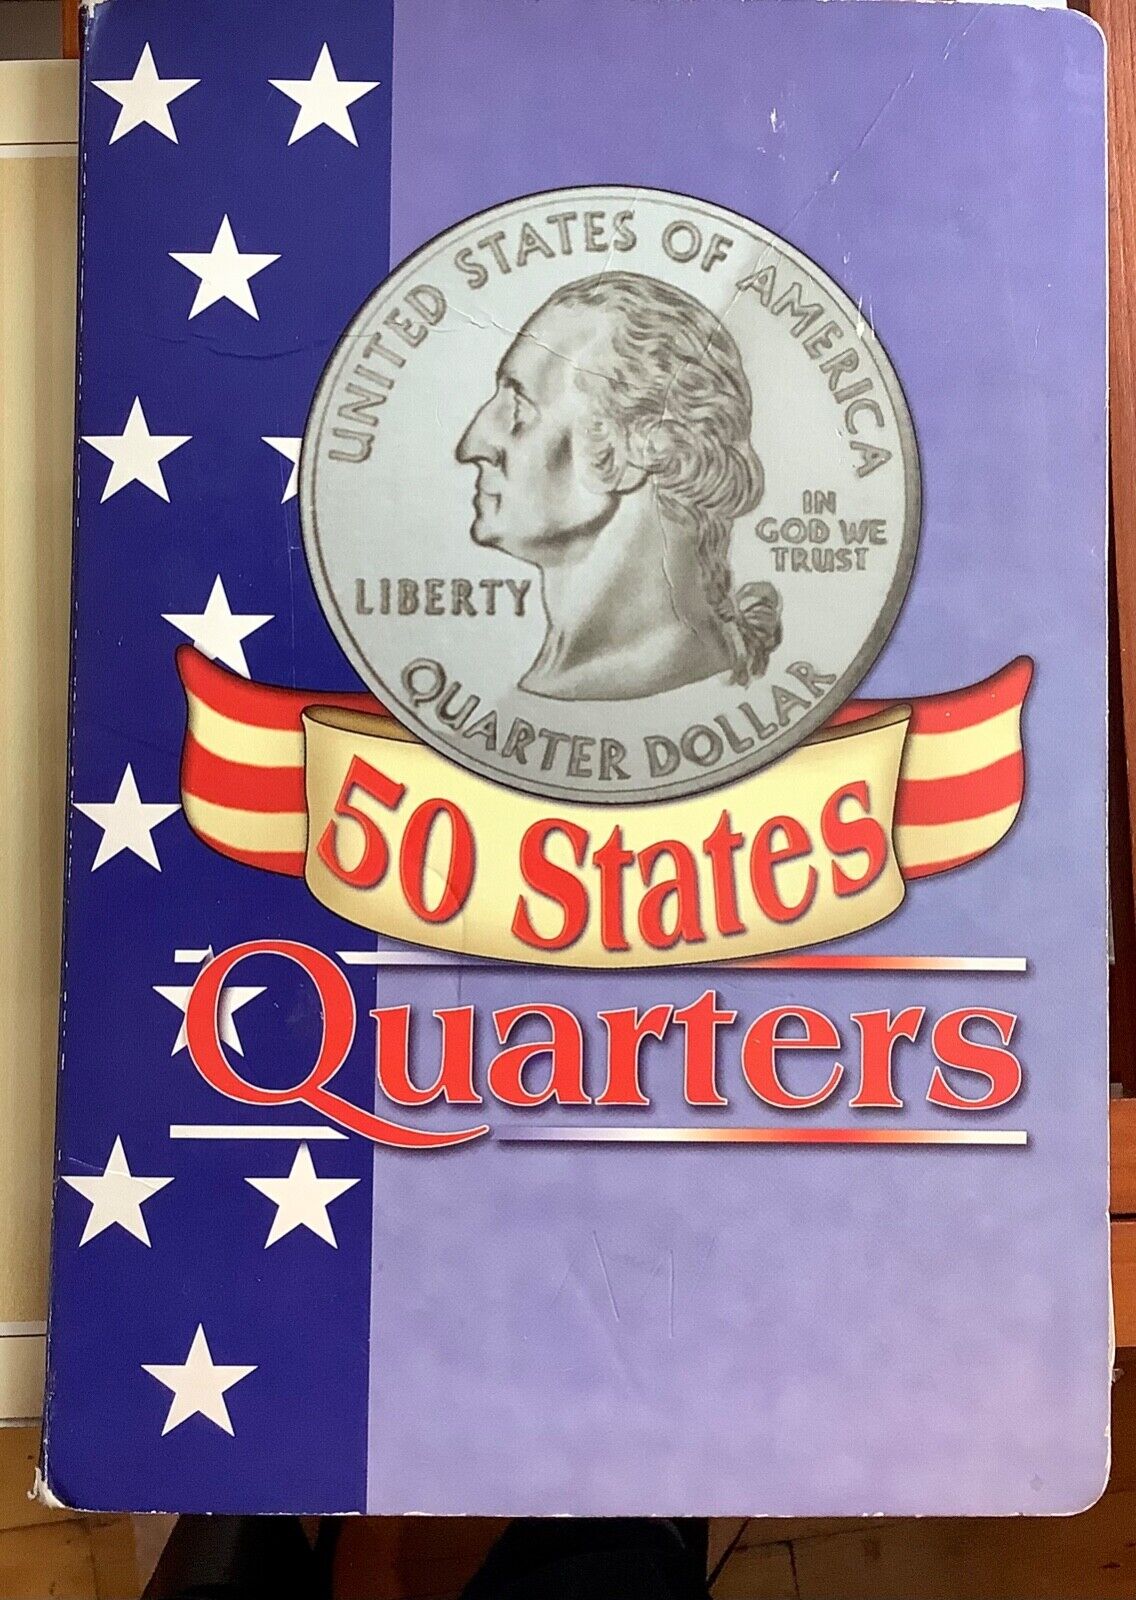 UNITED STATES OF AMERICA
IN
GOD WE
TRUST
LIBERTY
QUARTER DOLLAR
50 States
Quarters